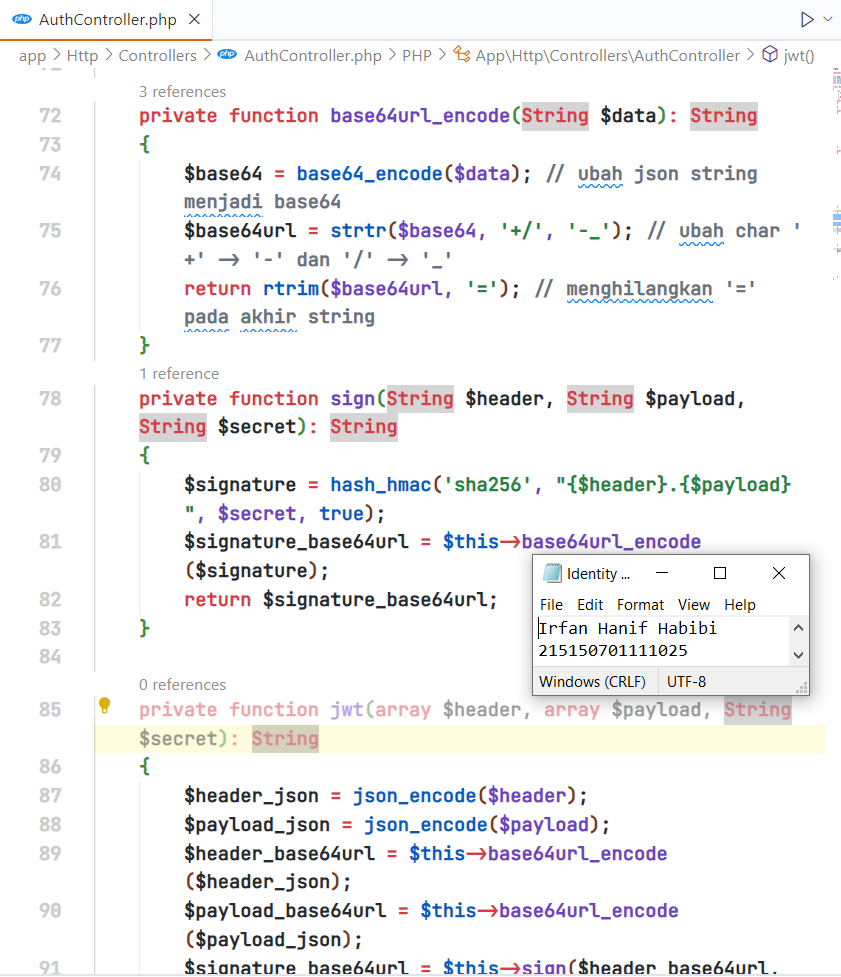 AuthController.php
app > Http > Controllers > AuthController.php > PHP > App\Http\Controllers\AuthController > jwt()
3 references
72 private function base64url_encode(String $data): String
73 {
74 $base64 = base64_encode($data); // ubah json string
menjadi base64
75 $base64url = strtr($base64, '+/', '-_'); // ubah char '
+' -> '-' dan '/' -> '_'
76 return rtrim($base64url, '='); // menghilangkan '='
pada akhir string
77 }
1 reference
78 private function sign(String $header, String $payload,
String $secret): String
79 {
80 $signature = hash_hmac('sha256', "{$header}.{$payload}
", $secret, true);
81 $signature_base64url = $this->base64url_encode
($signature);
82 return $signature_base64url;
83 }
84
0 references
85 private function jwt(array $header, array $payload, String
$secret): String
86 {
87 $header_json = json_encode($header);
88 $payload_json = json_encode($payload);
89 $header_base64url = $this->base64url_encode
($header_json);
90 $payload_base64url = $this->base64url_encode
($payload_json);
91 $signature_base64url = $this->sign($header_base64url,
Identity ...
File Edit Format View Help
Irfan Hanif Habibi
215150701111025
Windows (CRLF) UTF-8